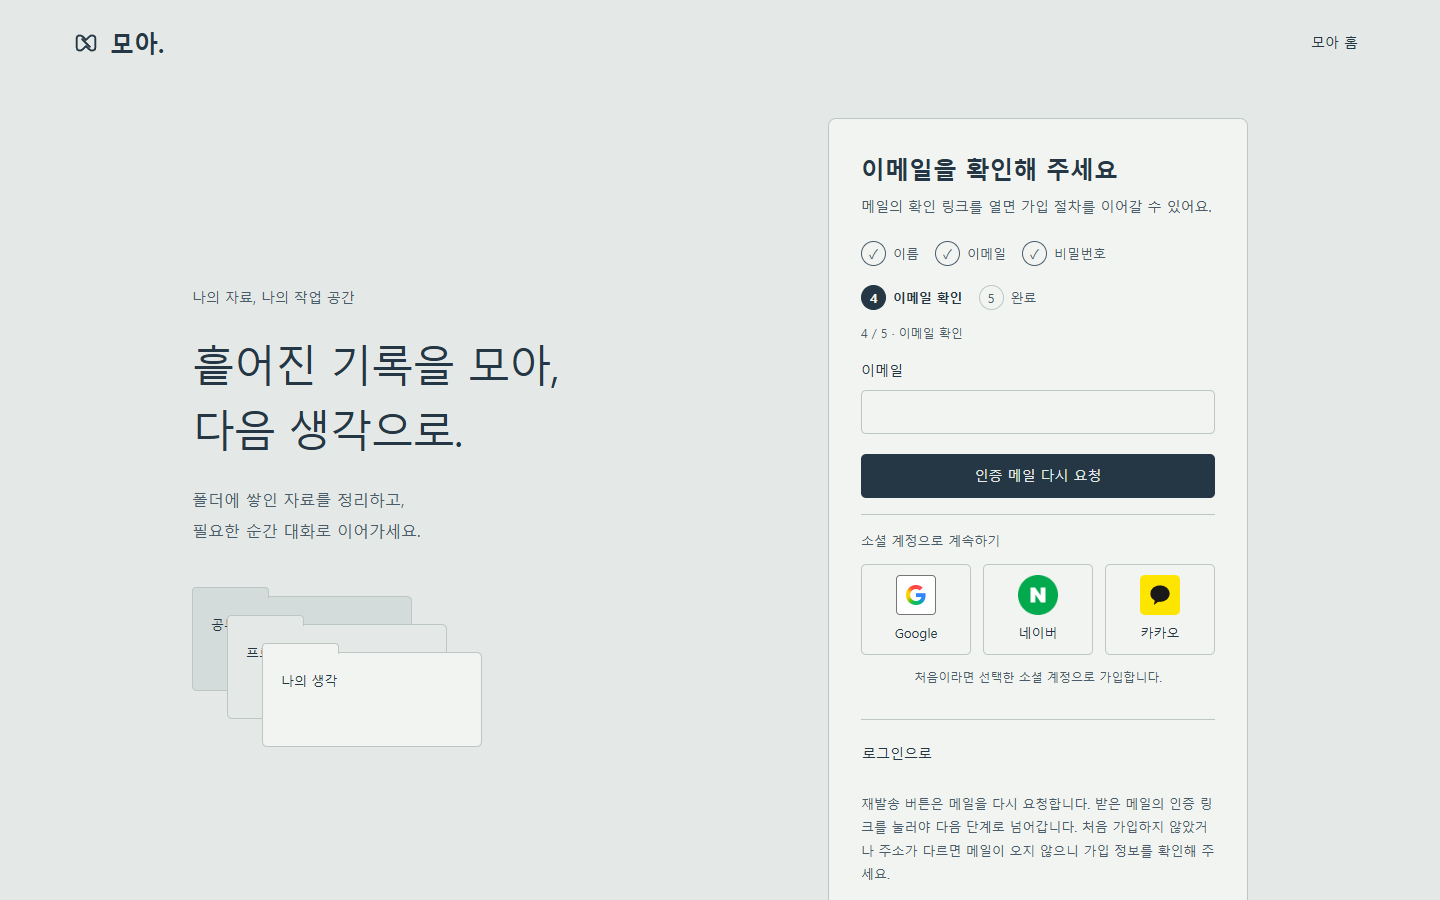 모아.
모아 홈
나의 자료, 나의 작업 공간
흩어진 기록을 모아,
다음 생각으로.
폴더에 쌓인 자료를 정리하고,
필요한 순간 대화로 이어가세요.
나의 생각
이메일을 확인해 주세요
메일의 확인 링크를 열면 가입 절차를 이어갈 수 있어요.
✓ 이름 ✓ 이메일 ✓ 비밀번호
4 이메일 확인 5 완료
4 / 5 · 이메일 확인
이메일
인증 메일 다시 요청
소셜 계정으로 계속하기
Google 네이버 카카오
처음이라면 선택한 소셜 계정으로 가입합니다.
로그인으로
재발송 버튼은 메일을 다시 요청합니다. 받은 메일의 인증 링
크를 눌러야 다음 단계로 넘어갑니다. 처음 가입하지 않았거
나 주소가 다르면 메일이 오지 않으니 가입 정보를 확인해 주
세요.